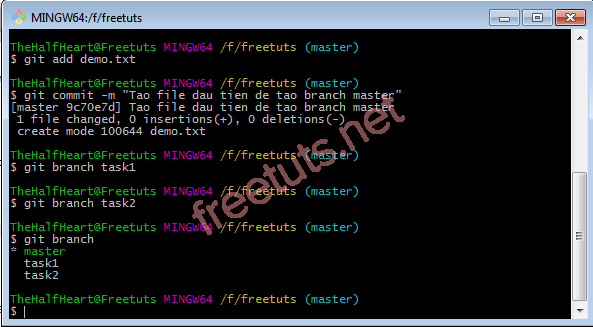 MINGW64:/f/freetuts
TheHalfHeart@Freetuts MINGW64 /f/freetuts (master)
$ git add demo.txt
TheHalfHeart@Freetuts MINGW64 /f/freetuts (master)
$ git commit -m "Tao file dau tien de tao branch master"
[master 9c70e7d] Tao file dau tien de tao branch master
1 file changed, 0 insertions(+), 0 deletions(-)
create mode 100644 demo.txt
TheHalfHeart@Freetuts MINGW64 /f/freetuts (master)
$ git branch task1
TheHalfHeart@Freetuts MINGW64 /f/freetuts (master)
$ git branch task2
TheHalfHeart@Freetuts MINGW64 /f/freetuts (master)
$ git branch
* master
task1
task2
TheHalfHeart@Freetuts MINGW64 /f/freetuts (master)
$
freetuts.net